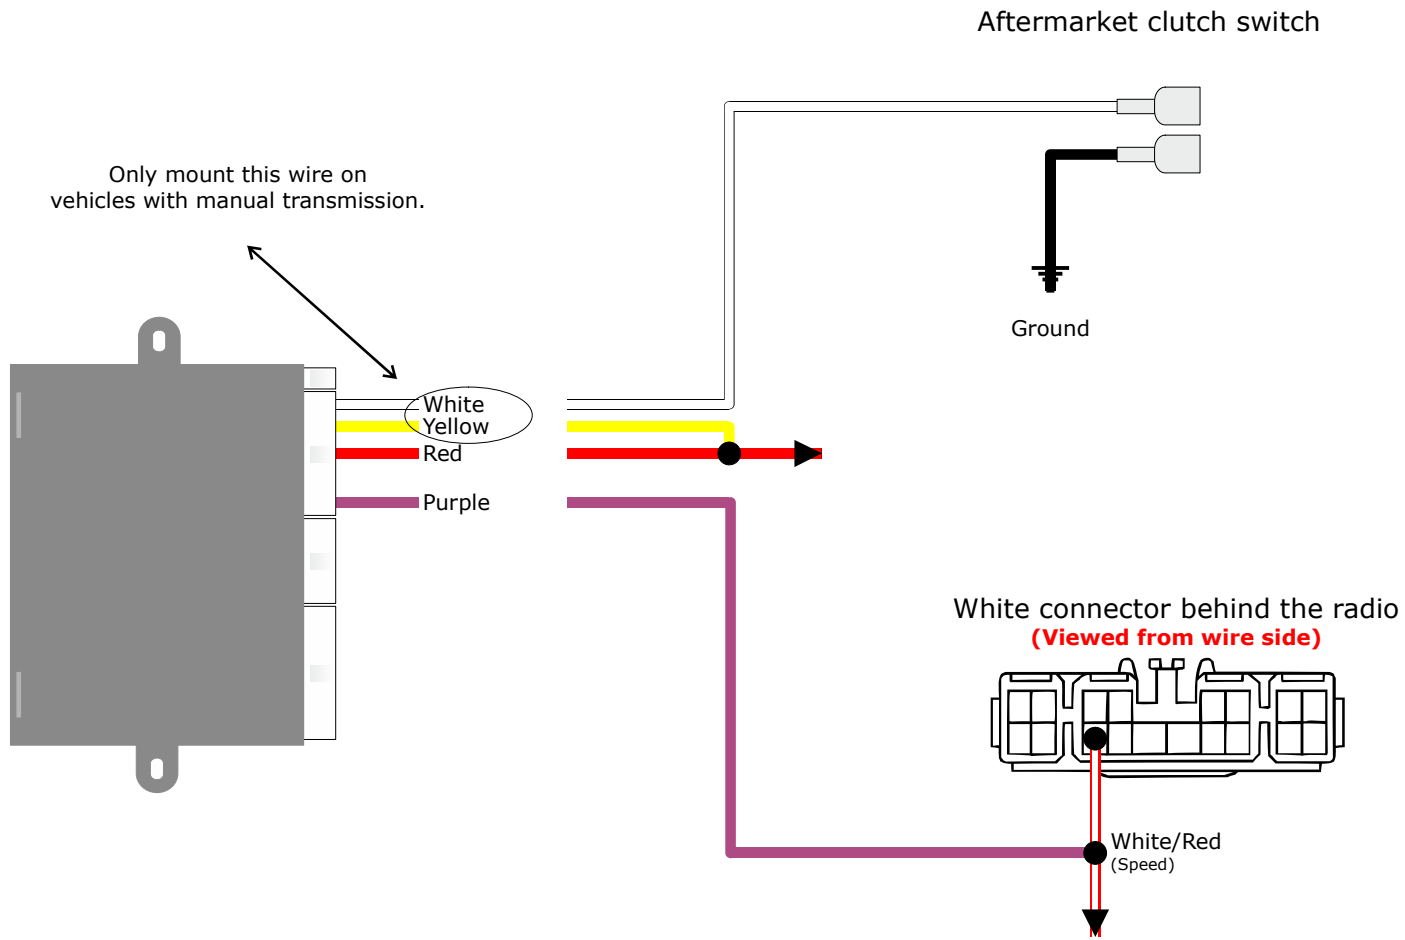 Aftermarket clutch switch
Only mount this wire on
vehicles with manual transmission.
Ground
White
Yellow
Red
Purple
White connector behind the radio
(Viewed from wire side)
White/Red
(Speed)